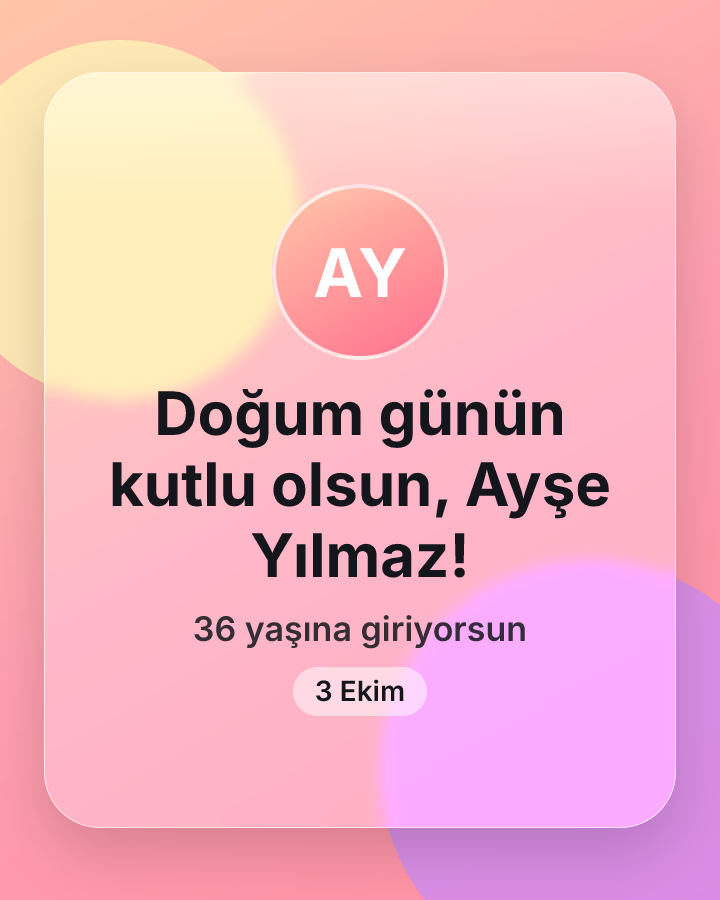 AY
Doğum günün
kutlu olsun, Ayşe
Yılmaz!
36 yaşına giriyorsun
3 Ekim